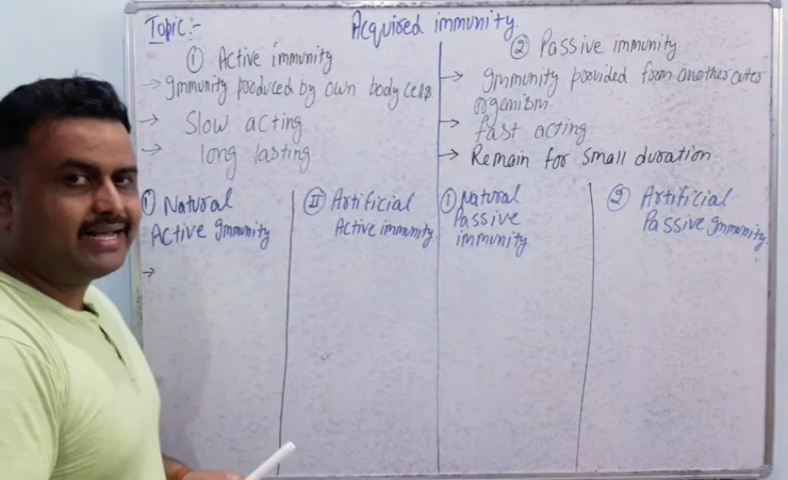 Topic:- Acquired immunity.
① Active immunity
→ Immunity produced by own body cells
→ Slow acting
→ long lasting
② Passive immunity
→ Immunity provided from another outer
organism.
→ fast acting
→ Remain for small duration.
① Natural
Active Immunity
Ⅱ Artificial
Active immunity.
① Natural
Passive
immunity
② Artificial
Passive Immunity.
→